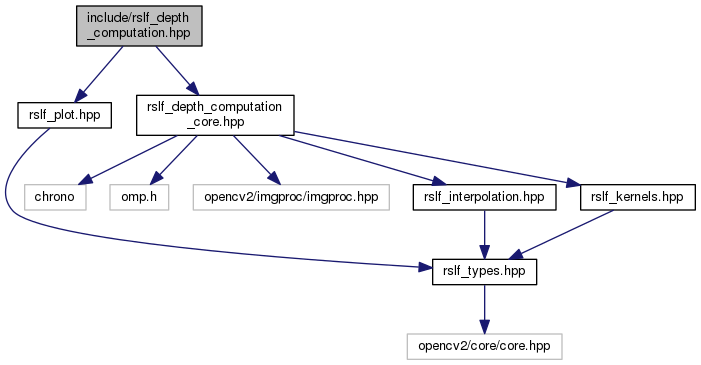 include/rslf_depth
_computation.hpp
rslf_plot.hpp
rslf_depth_computation
_core.hpp
chrono
omp.h
opencv2/imgproc/imgproc.hpp
rslf_interpolation.hpp
rslf_kernels.hpp
rslf_types.hpp
opencv2/core/core.hpp